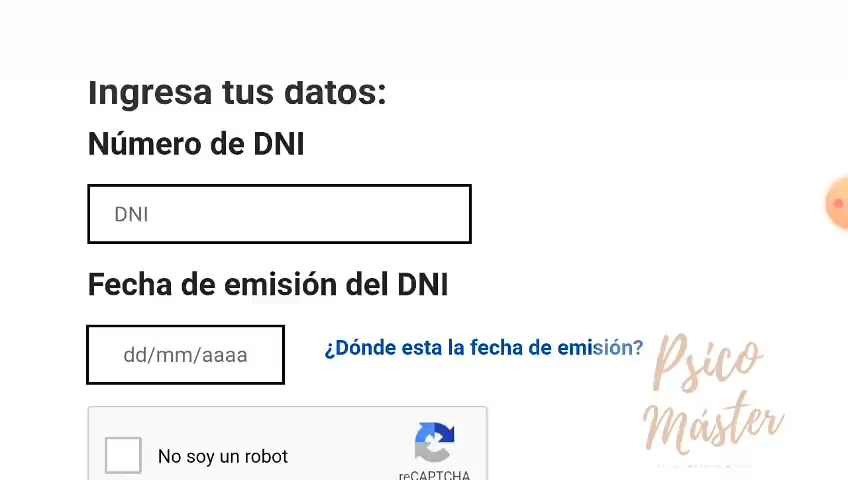 Ingresa tus datos:
Número de DNI
DNI
Fecha de emisión del DNI
dd/mm/aaaa
¿Dónde esta la fecha de emisión?
No soy un robot
reCAPTCHA
Psico
Máster